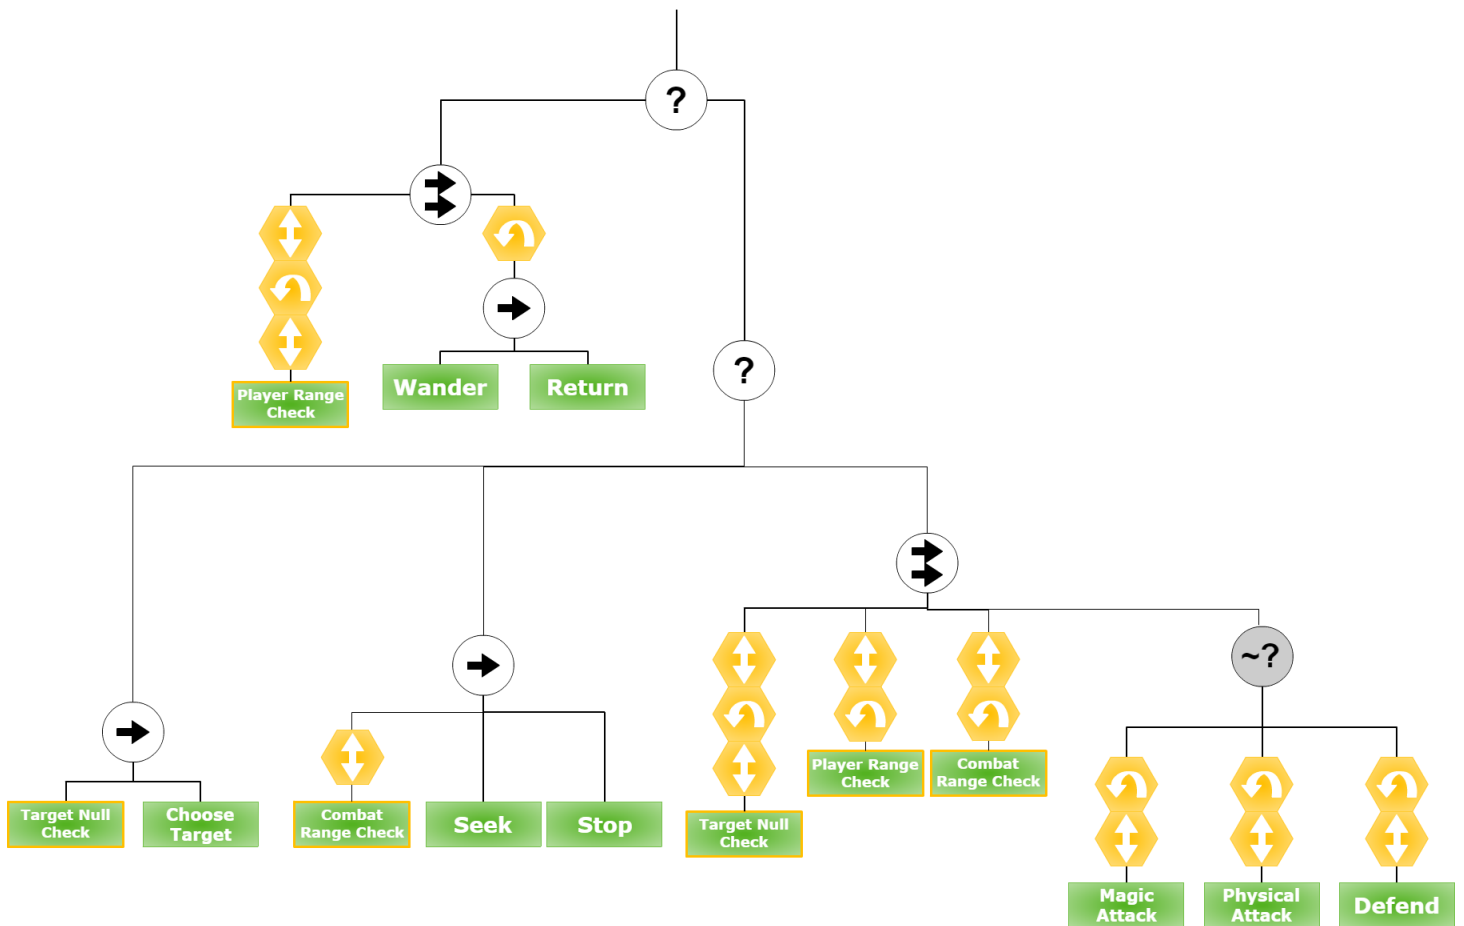 ?
Player Range
Check
Wander
Return
?
Target Null
Check
Choose
Target
Combat
Range Check
Seek
Stop
Target Null
Check
Player Range
Check
Combat
Range Check
~?
Magic
Attack
Physical
Attack
Defend